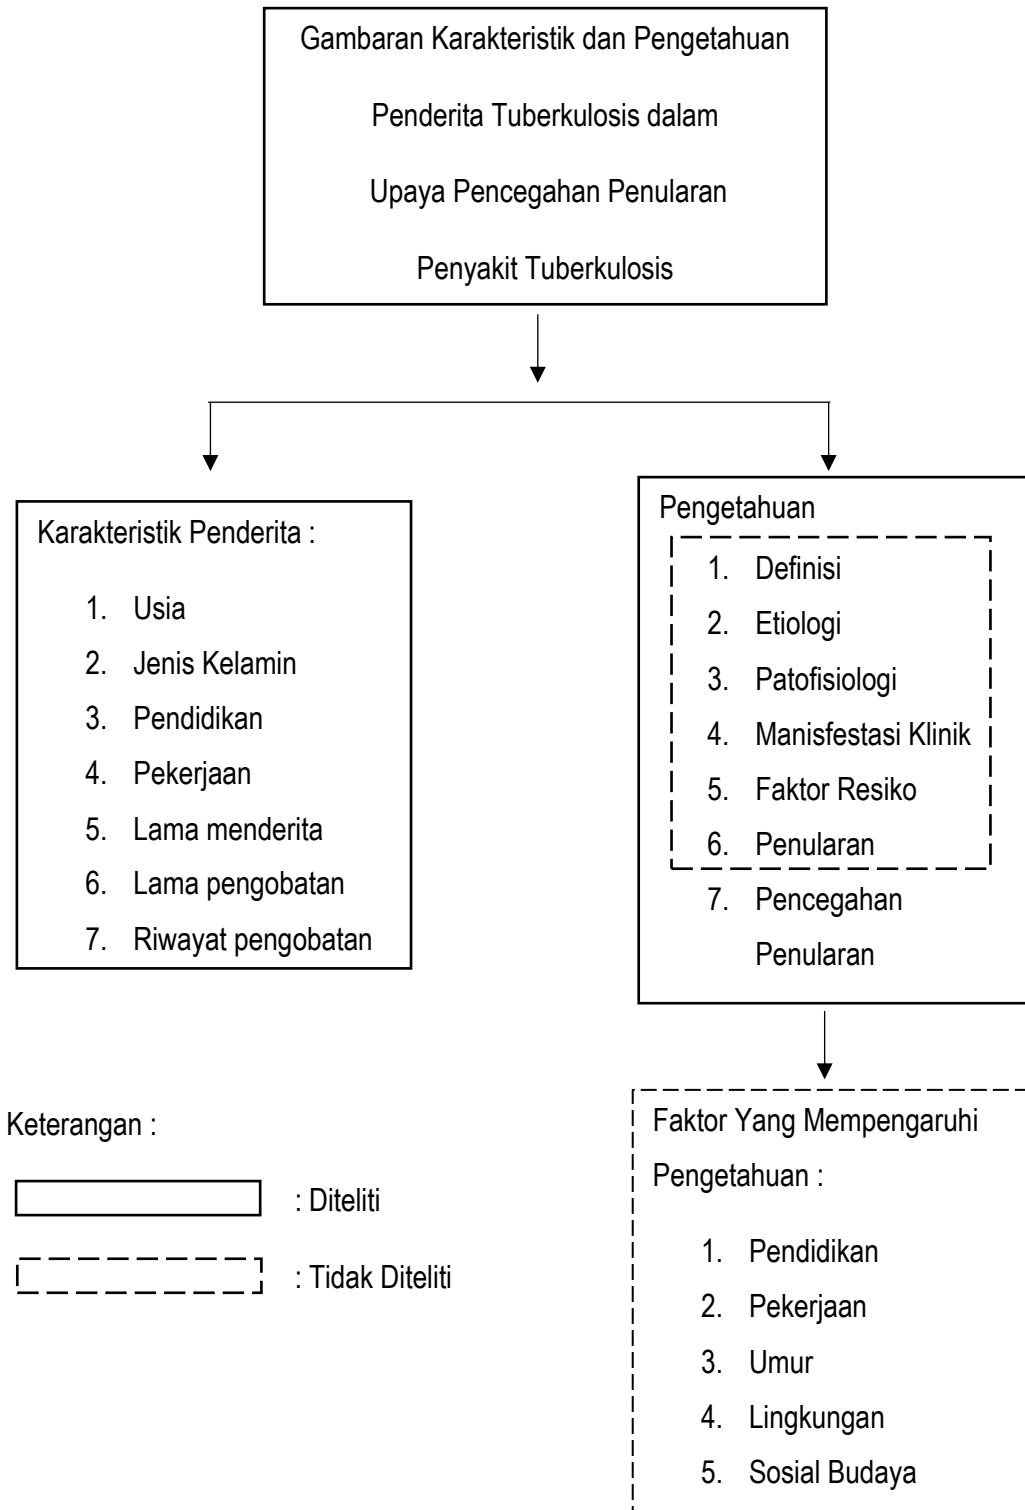 Gambaran Karakteristik dan Pengetahuan
Penderita Tuberkulosis dalam
Upaya Pencegahan Penularan
Penyakit Tuberkulosis
Karakteristik Penderita :
1. Usia
2. Jenis Kelamin
3. Pendidikan
4. Pekerjaan
5. Lama menderita
6. Lama pengobatan
7. Riwayat pengobatan
Pengetahuan
1. Definisi
2. Etiologi
3. Patofisiologi
4. Manisfestasi Klinik
5. Faktor Resiko
6. Penularan
7. Pencegahan
Penularan
Keterangan :
: Diteliti
: Tidak Diteliti
Faktor Yang Mempengaruhi
Pengetahuan :
1. Pendidikan
2. Pekerjaan
3. Umur
4. Lingkungan
5. Sosial Budaya